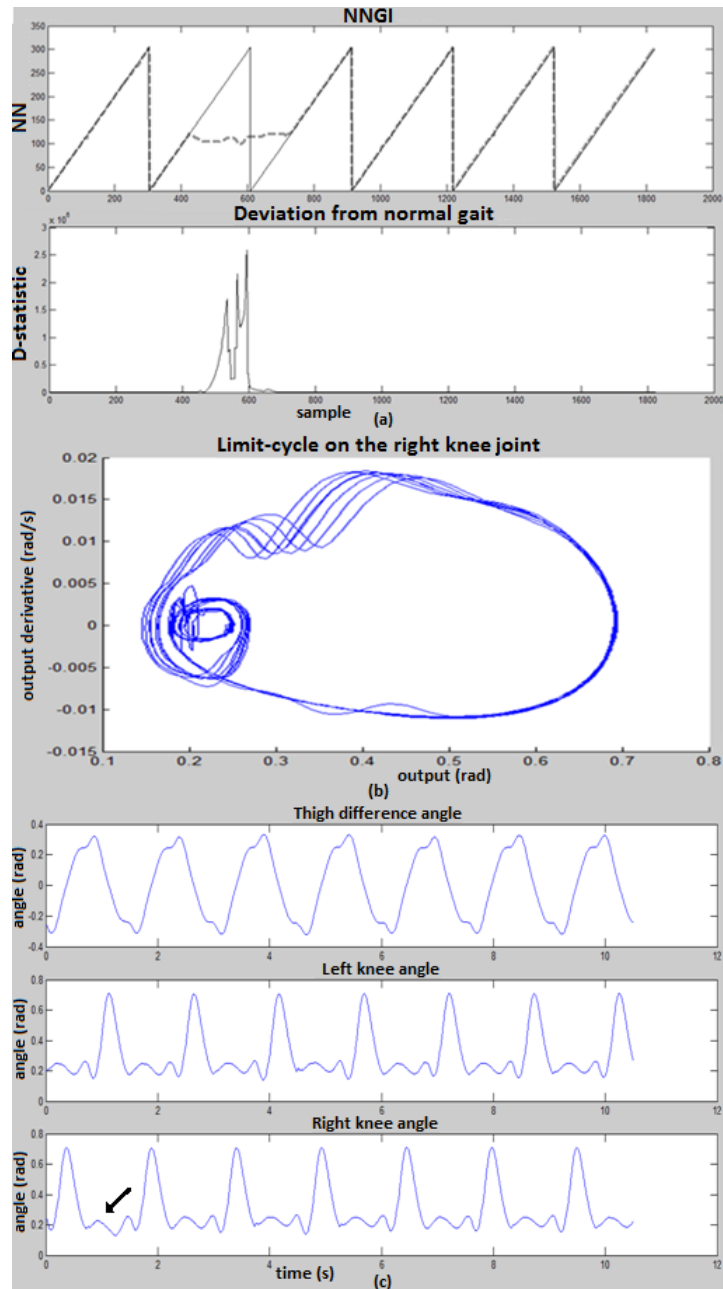 NNGI
350
300
250
200
150
100
50
0
NN
0 200 400 600 800 1000 1200 1400 1600 1800 2000
Deviation from normal gait
3 x 10
2.5
2
1.5
1
0.5
0
D-statistic
0 200 400 600 800 1000 1200 1400 1600 1800 2000
sample
(a)
Limit-cycle on the right knee joint
0.02
0.015
0.01
0.005
0
-0.005
-0.01
-0.015
output derivative (rad/s)
0.1 0.2 0.3 0.4 0.5 0.6 0.7 0.8
output (rad)
(b)
Thigh difference angle
0.4
0.2
0
-0.2
-0.4
angle (rad)
0 2 4 6 8 10 12
Left knee angle
0.8
0.6
0.4
0.2
0
angle (rad)
0 2 4 6 8 10 12
Right knee angle
0.8
0.6
0.4
0.2
0
angle (rad)
0 2 4 6 8 10 12
time (s)
(c)